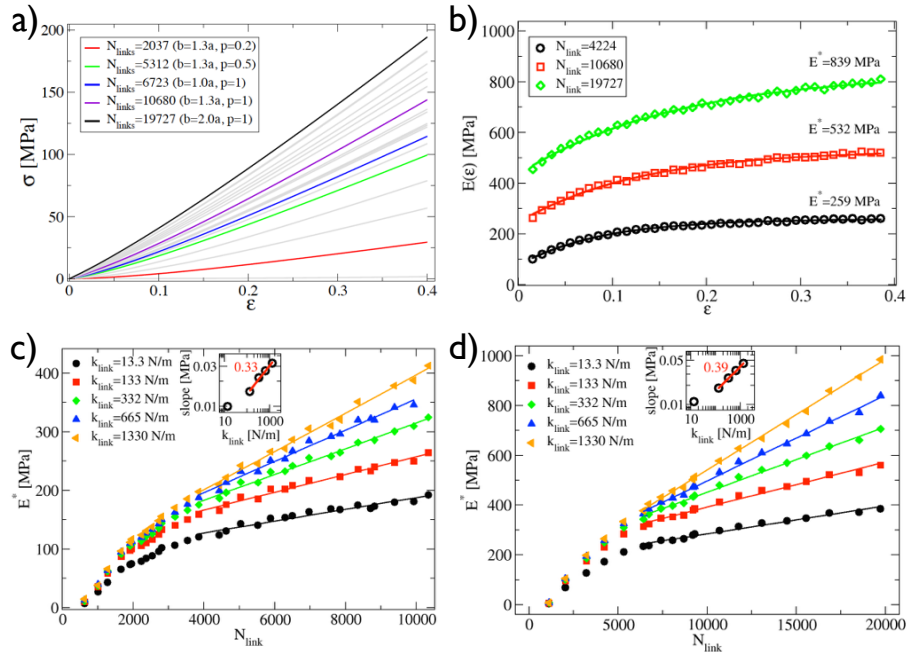 a)
200
150
100
50
0
σ [MPa]
N_links=2037 (b=1.3a, p=0.2)
N_links=5312 (b=1.3a, p=0.5)
N_links=6723 (b=1.0a, p=1)
N_links=10680 (b=1.3a, p=1)
N_links=19727 (b=2.0a, p=1)
0 0.1 0.2 0.3 0.4
ε
b)
1000
800
600
400
200
0
E(ε) [MPa]
N_link=4224
N_link=10680
N_link=19727
E*=839 MPa
E*=532 MPa
E*=259 MPa
0 0.1 0.2 0.3 0.4
ε
c)
400
300
200
100
0
E* [MPa]
k_link=13.3 N/m
k_link=133 N/m
k_link=332 N/m
k_link=665 N/m
k_link=1330 N/m
slope [MPa]
0.03
0.01
0.33
10 1000
k_link [N/m]
0 2000 4000 6000 8000 10000
N_link
d)
1000
800
600
400
200
0
E* [MPa]
k_link=13.3 N/m
k_link=133 N/m
k_link=332 N/m
k_link=665 N/m
k_link=1330 N/m
slope [MPa]
0.05
0.01
0.39
10 1000
k_link [N/m]
0 5000 10000 15000 20000
N_link